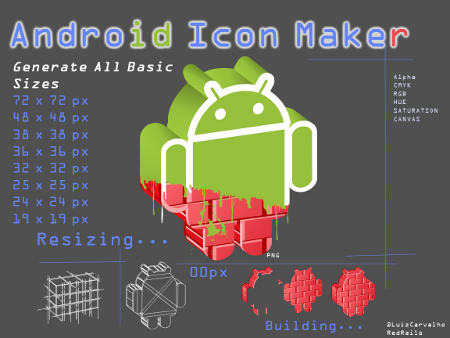 Android Icon Maker
Generate All Basic
Sizes
72 x 72 px
48 x 48 px
38 x 38 px
36 x 36 px
32 x 32 px
25 x 25 px
24 x 24 px
19 x 19 px
Alpha
CMYK
RGB
HUE
SATURATION
CANVAS
Resizing...
PNG
00px
Building...
@LuizCarvalho
RedRails